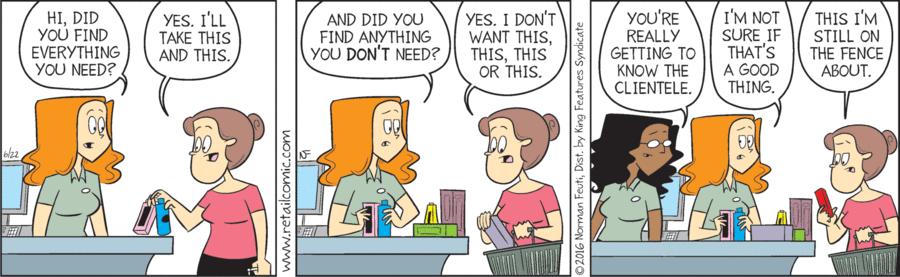 HI, DID
YOU FIND
EVERYTHING
YOU NEED?
YES. I'LL
TAKE THIS
AND THIS.
6/22
www.retailcomic.com
AND DID YOU
FIND ANYTHING
YOU DON'T NEED?
YES. I DON'T
WANT THIS,
THIS, THIS
OR THIS.
NF
©2016 Norman Feuti, Dist. by King Features Syndicate
YOU'RE
REALLY
GETTING TO
KNOW THE
CLIENTELE.
I'M NOT
SURE IF
THAT'S
A GOOD
THING.
THIS I'M
STILL ON
THE FENCE
ABOUT.